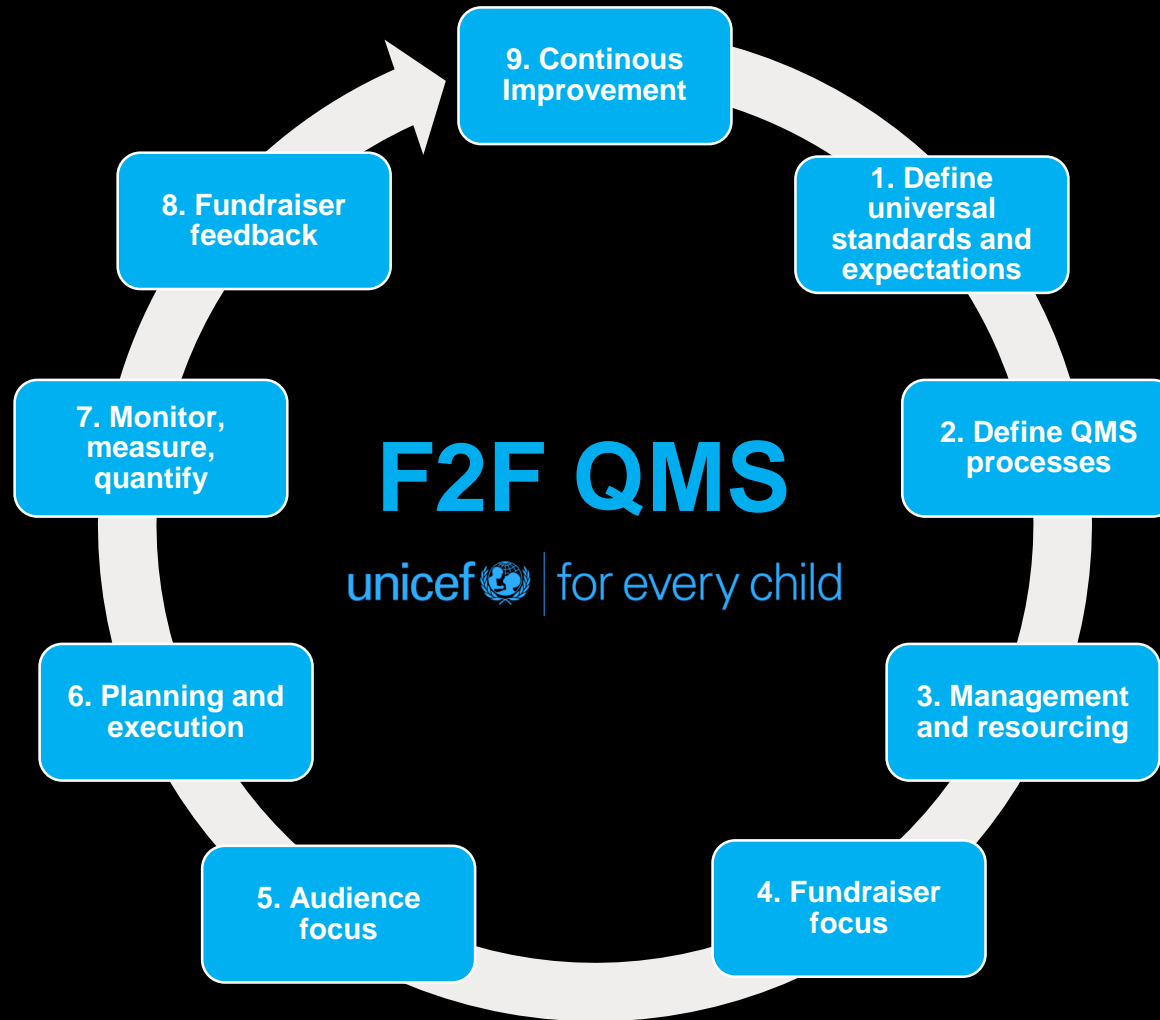 9. Continous
Improvement
1. Define
universal
standards and
expectations
2. Define QMS
processes
3. Management
and resourcing
4. Fundraiser
focus
5. Audience
focus
6. Planning and
execution
7. Monitor,
measure,
quantify
8. Fundraiser
feedback
F2F QMS
unicef for every child